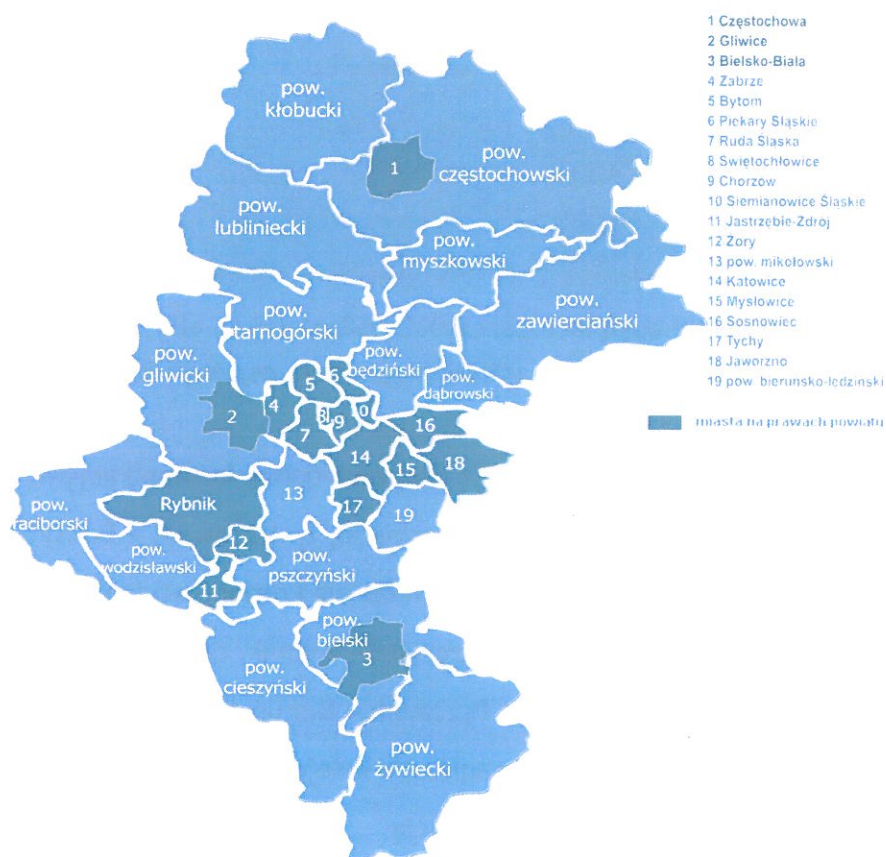 1 Częstochowa
2 Gliwice
3 Bielsko-Biała
4 Zabrze
5 Bytom
6 Piekary Śląskie
7 Ruda Śląska
8 Świętochłowice
9 Chorzów
10 Siemianowice Śląskie
11 Jastrzębie-Zdrój
12 Żory
13 pow. mikołowski
14 Katowice
15 Mysłowice
16 Sosnowiec
17 Tychy
18 Jaworzno
19 pow. bieruńsko-lędziński
miasta na prawach powiatu
pow.
kłobucki
pow.
częstochowski
1
pow.
lubliniecki
pow.
myszkowski
pow.
zawierciański
pow.
tarnogórski
pow.
gliwicki
pow.
będziński
pow.
dąbrowski
2
4
5
6
7
8
9
10
16
14
15
18
13
17
19
Rybnik
pow.
raciborski
pow.
wodzisławski
12
11
pow.
pszczyński
pow.
bielski
3
pow.
cieszyński
pow.
żywiecki